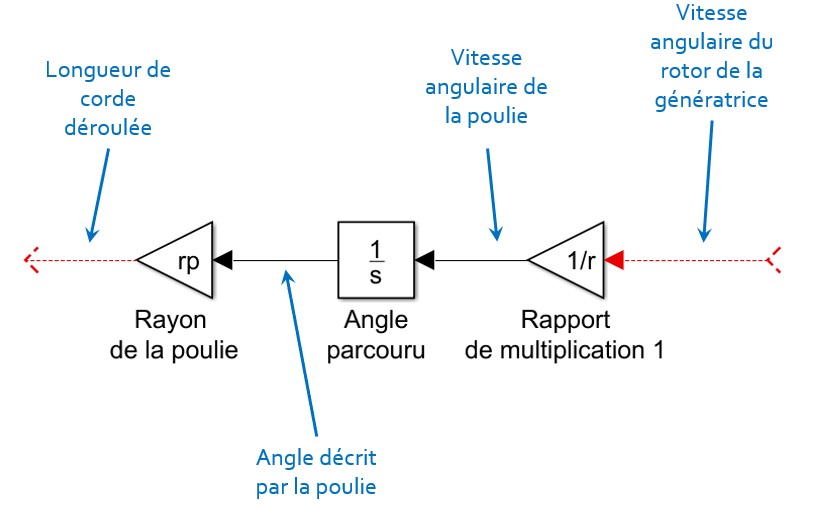 Vitesse
angulaire du
rotor de la
génératrice
Vitesse
angulaire de
la poulie
Longueur de
corde
déroulée
rp
1
s
1/r
Rayon
de la poulie
Angle
parcouru
Rapport
de multiplication 1
Angle décrit
par la poulie